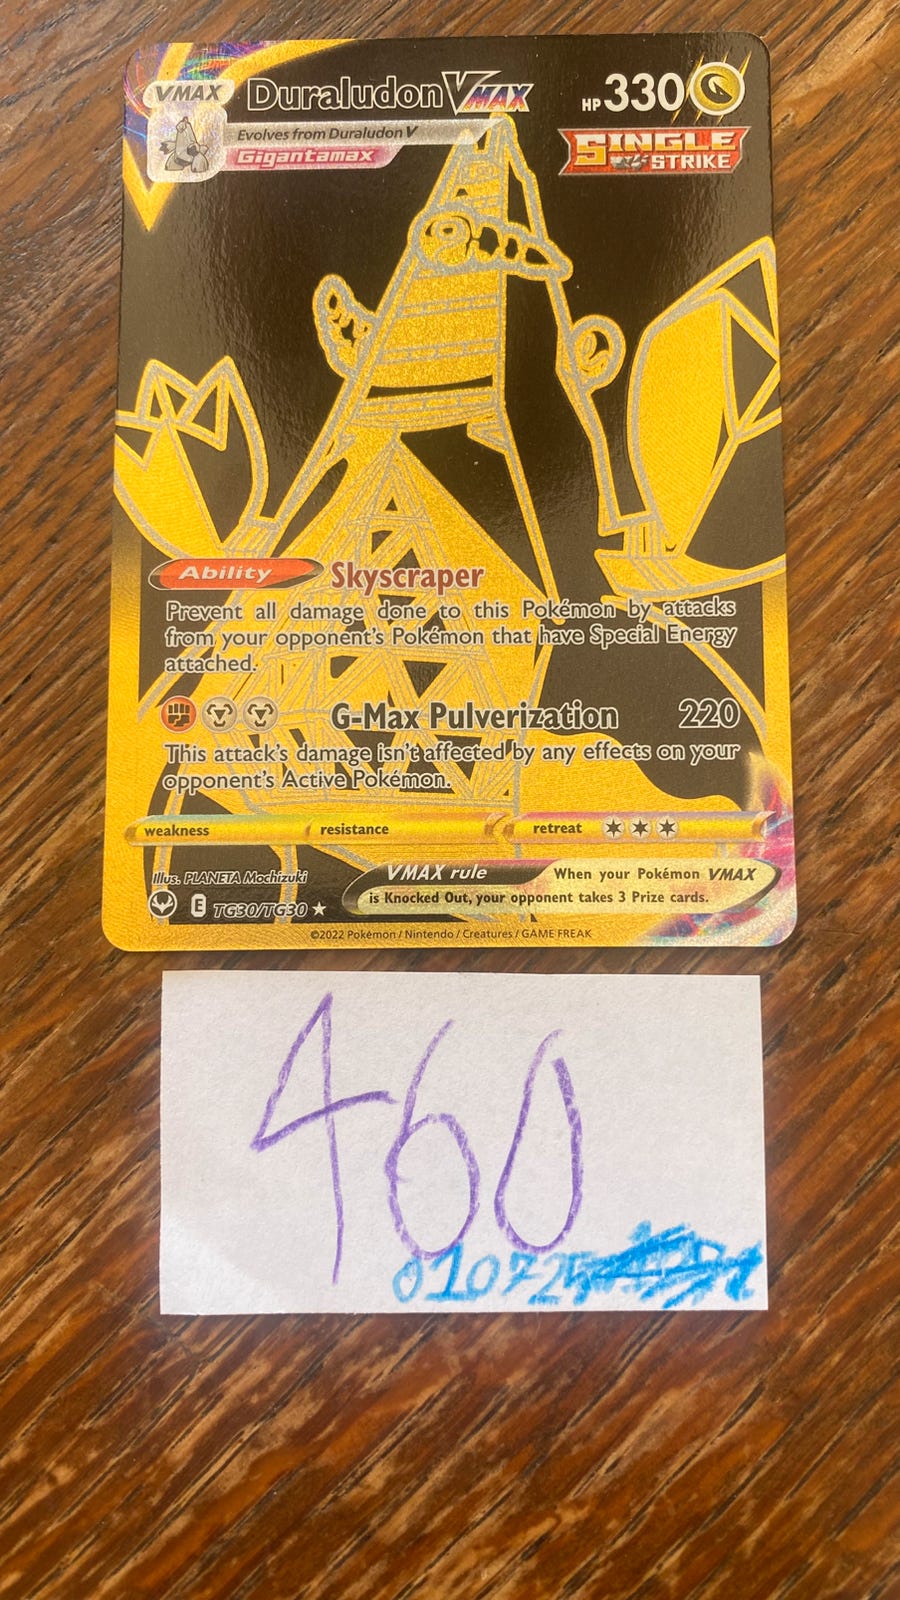 VMAX Duraludon VMAX HP 330
Evolves from Duraludon V
Gigantamax
SINGLE
STRIKE
Ability Skyscraper
Prevent all damage done to this Pokémon by attacks
from your opponent's Pokémon that have Special Energy
attached.
G-Max Pulverization 220
This attack's damage isn't affected by any effects on your
opponent's Active Pokémon.
weakness resistance retreat
Illus. PLANETA Mochizuki
VMAX rule When your Pokémon VMAX
is Knocked Out, your opponent takes 3 Prize cards.
E TG30/TG30
©2022 Pokémon / Nintendo / Creatures / GAME FREAK
460
010725